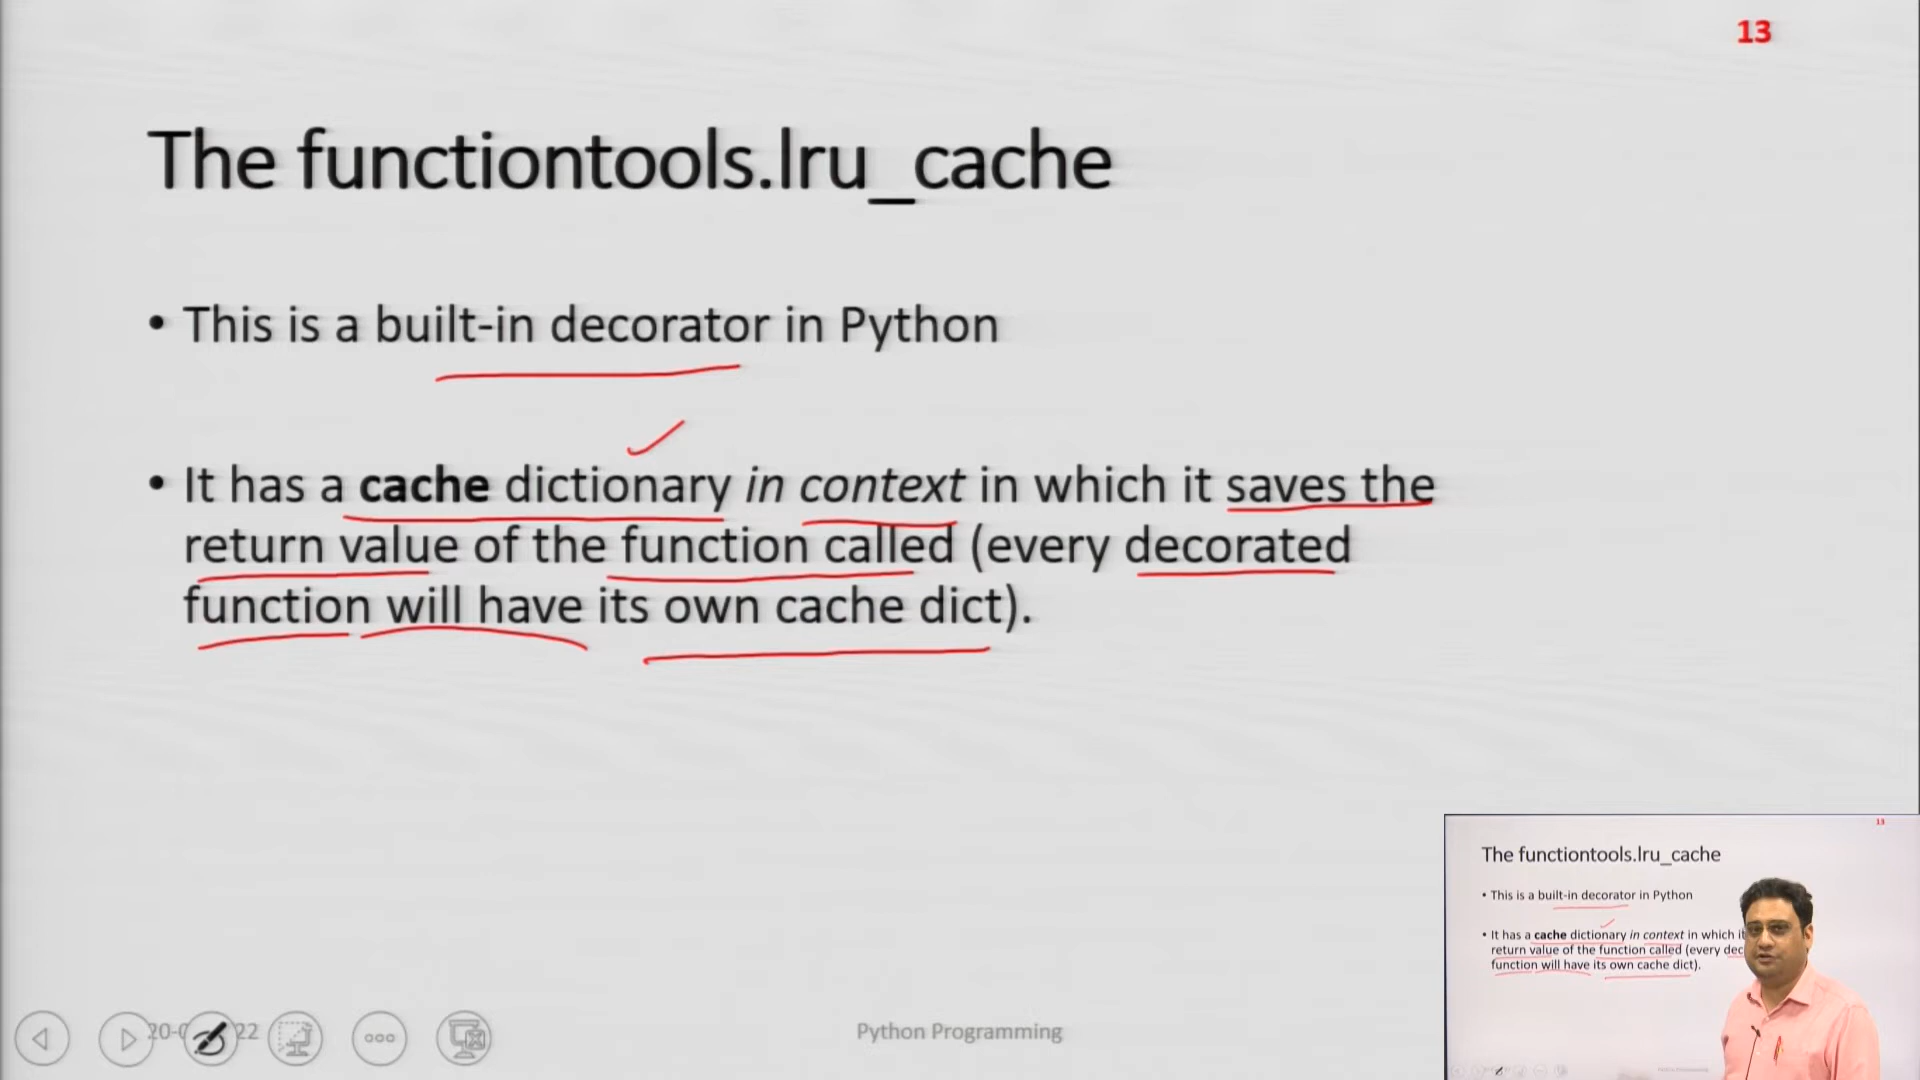 13
The functiontools.lru_cache
• This is a built-in decorator in Python
• It has a cache dictionary in context in which it saves the
return value of the function called (every decorated
function will have its own cache dict).
Python Programming
13
The functiontools.lru_cache
• This is a built-in decorator in Python
• It has a cache dictionary in context in which it
return value of the function called (every dec
function will have its own cache dict).